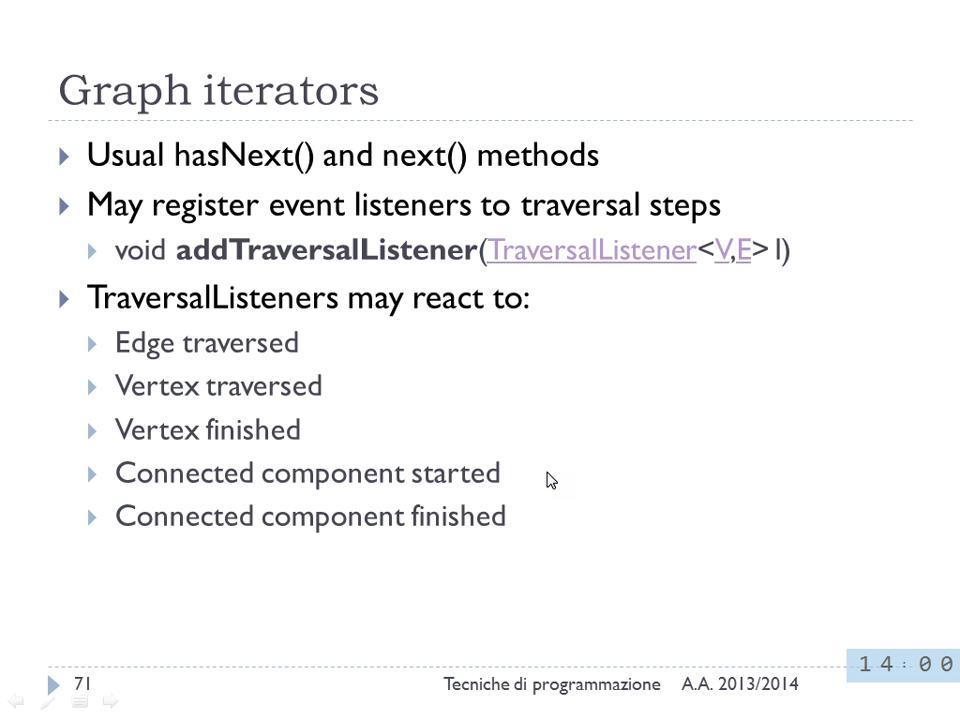 Graph iterators
Usual hasNext() and next() methods
May register event listeners to traversal steps
void addTraversalListener(TraversalListener<V,E> l)
TraversalListeners may react to:
Edge traversed
Vertex traversed
Vertex finished
Connected component started
Connected component finished
14:00
71 Tecniche di programmazione A.A. 2013/2014